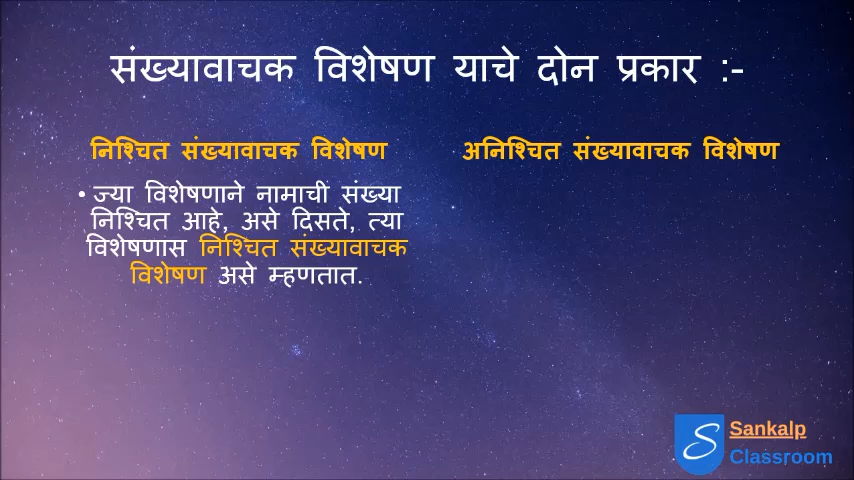 संख्यावाचक विशेषण याचे दोन प्रकार :-
निश्चित संख्यावाचक विशेषण
• ज्या विशेषणाने नामाची संख्या
निश्चित आहे, असे दिसते, त्या
विशेषणास निश्चित संख्यावाचक
विशेषण असे म्हणतात.
अनिश्चित संख्यावाचक विशेषण
S Sankalp
Classroom